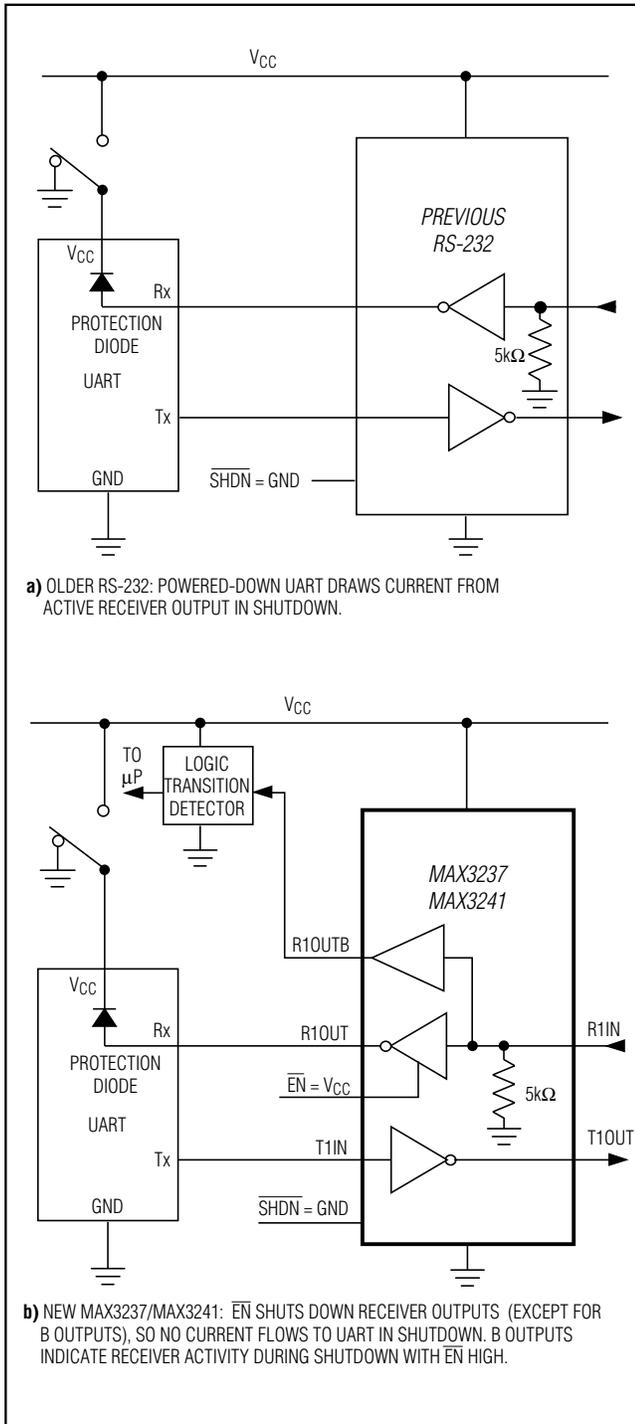 VCC
PREVIOUS
RS-232
VCC
Rx
PROTECTION
DIODE
5kΩ
UART
Tx
GND
SHDN = GND
a) OLDER RS-232: POWERED-DOWN UART DRAWS CURRENT FROM
ACTIVE RECEIVER OUTPUT IN SHUTDOWN.
VCC
TO
µP
LOGIC
TRANSITION
DETECTOR
MAX3237
MAX3241
R1OUTB
VCC
Rx
R1OUT
R1IN
PROTECTION
DIODE
EN = VCC
5kΩ
UART
Tx
T1IN
T1OUT
GND
SHDN = GND
b) NEW MAX3237/MAX3241: EN SHUTS DOWN RECEIVER OUTPUTS (EXCEPT FOR
B OUTPUTS), SO NO CURRENT FLOWS TO UART IN SHUTDOWN. B OUTPUTS
INDICATE RECEIVER ACTIVITY DURING SHUTDOWN WITH EN HIGH.